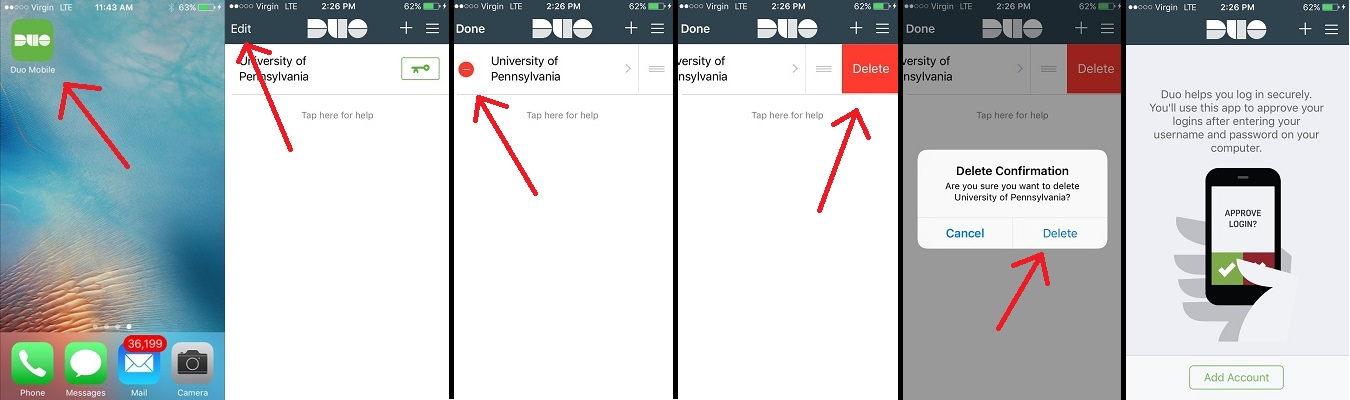 Virgin LTE 11:43 AM 63%
DUO
Duo Mobile
36,199
Phone Messages Mail Camera
Virgin LTE 2:26 PM 62%
Edit DUO
University of
Pennsylvania
Tap here for help
Virgin LTE 2:26 PM 62%
Done DUO
University of
Pennsylvania
Tap here for help
Virgin LTE 2:26 PM 62%
Done DUO
versity of
nsylvania
Delete
Tap here for help
Virgin LTE 2:26 PM 62%
Done DUO
versity of
nsylvania
Delete
Tap here for help
Delete Confirmation
Are you sure you want to delete
University of Pennsylvania?
Cancel Delete
Virgin LTE 2:26 PM 62%
DUO
Duo helps you log in securely.
You'll use this app to approve your
logins after entering your
username and password on your
computer.
APPROVE
LOGIN?
Add Account